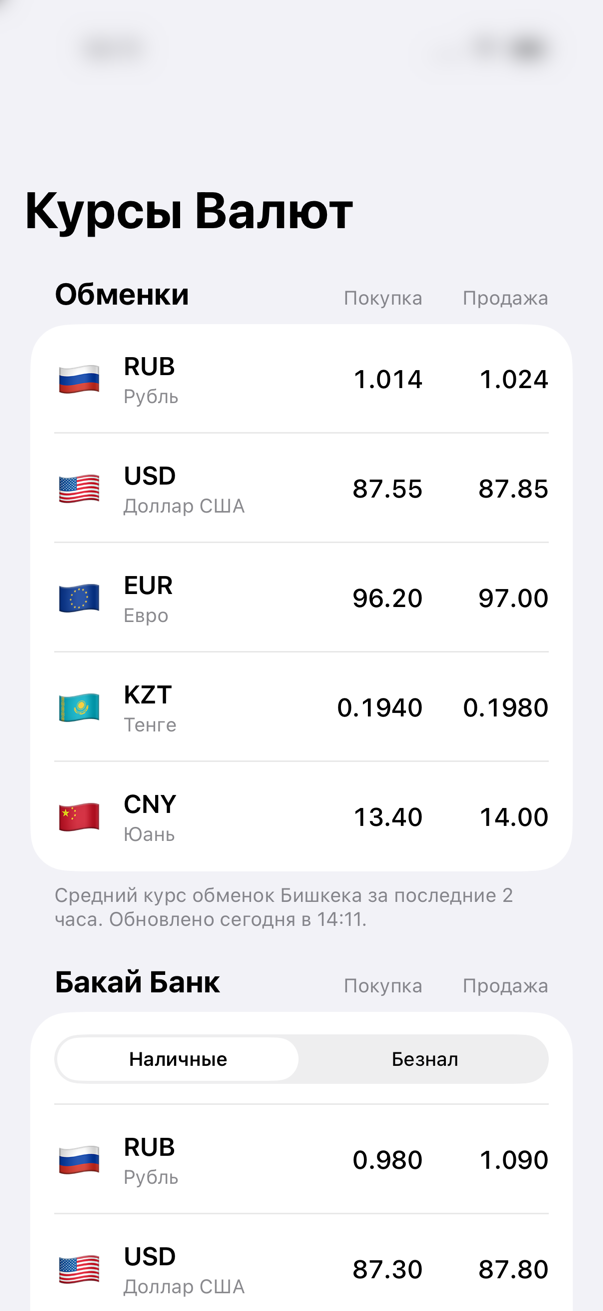 Курсы Валют
Обменки Покупка Продажа
RUB
Рубль
1.014 1.024
USD
Доллар США
87.55 87.85
EUR
Евро
96.20 97.00
KZT
Тенге
0.1940 0.1980
CNY
Юань
13.40 14.00
Средний курс обменок Бишкека за последние 2
часа. Обновлено сегодня в 14:11.
Бакай Банк Покупка Продажа
Наличные Безнал
RUB
Рубль
0.980 1.090
USD
Доллар США
87.30 87.80